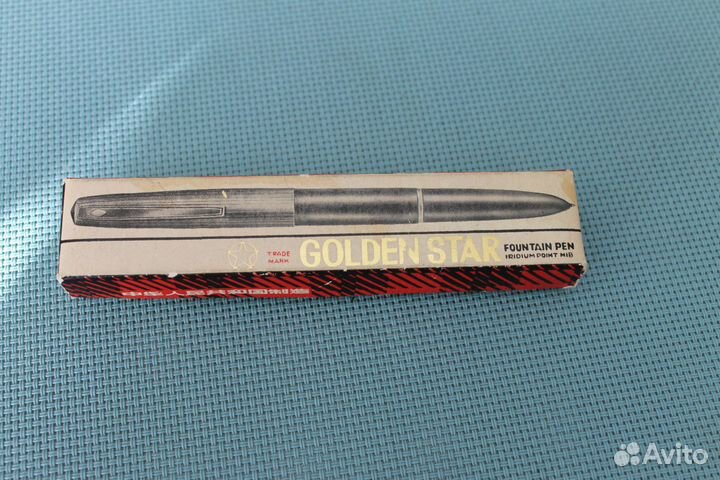 TRADE
MARK
GOLDEN STAR
FOUNTAIN PEN
IRIDIUM POINT NIB
Avito